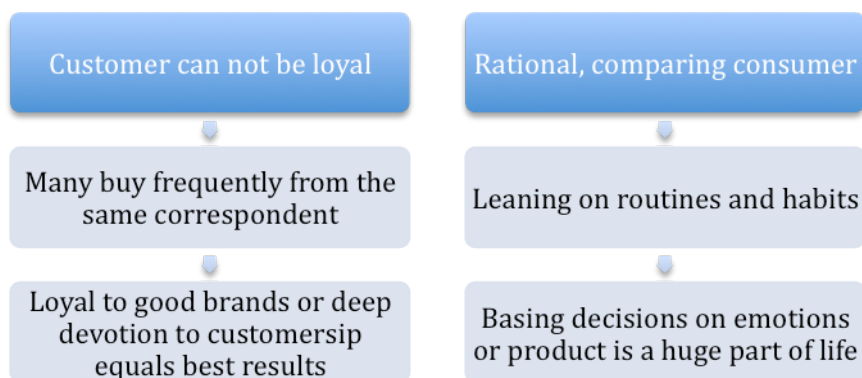 Customer can not be loyal
Many buy frequently from the
same correspondent
Loyal to good brands or deep
devotion to customersip
equals best results
Rational, comparing consumer
Leaning on routines and habits
Basing decisions on emotions
or product is a huge part of life